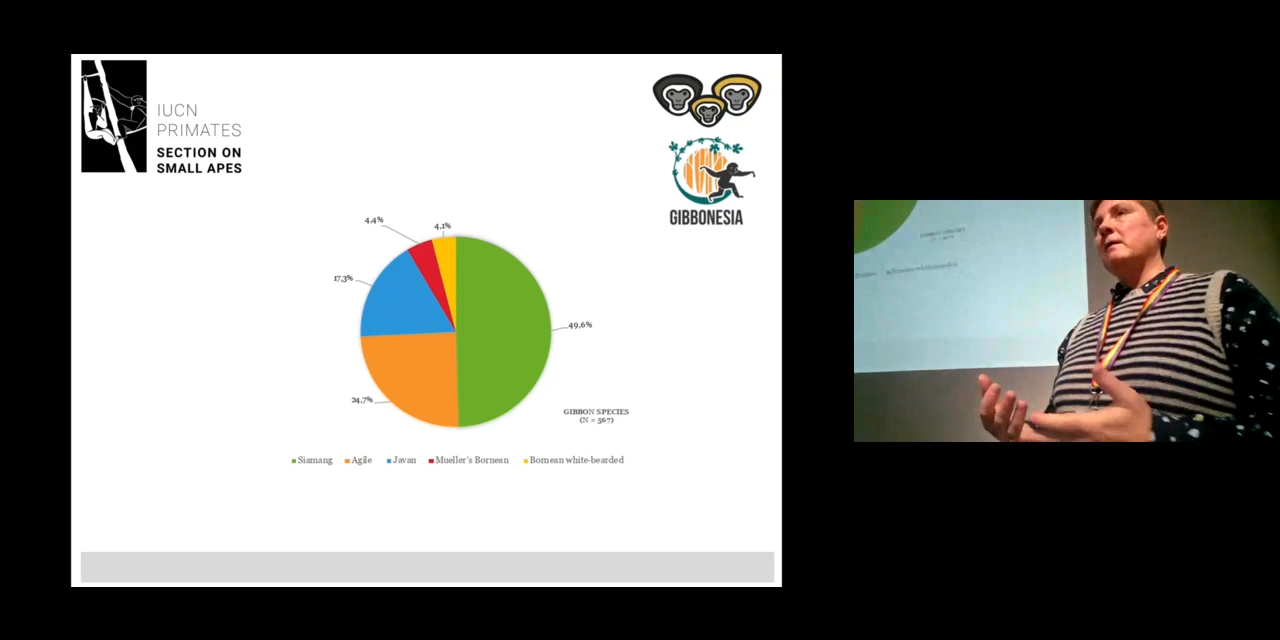 IUCN
PRIMATES
SECTION ON
SMALL APES
GIBBONESIA
4,4%
4,1%
17,3%
49,6%
24,7%
GIBBON SPECIES
(N = 567)
Siamang Agile Javan Mueller's Bornean Bornean white-bearded